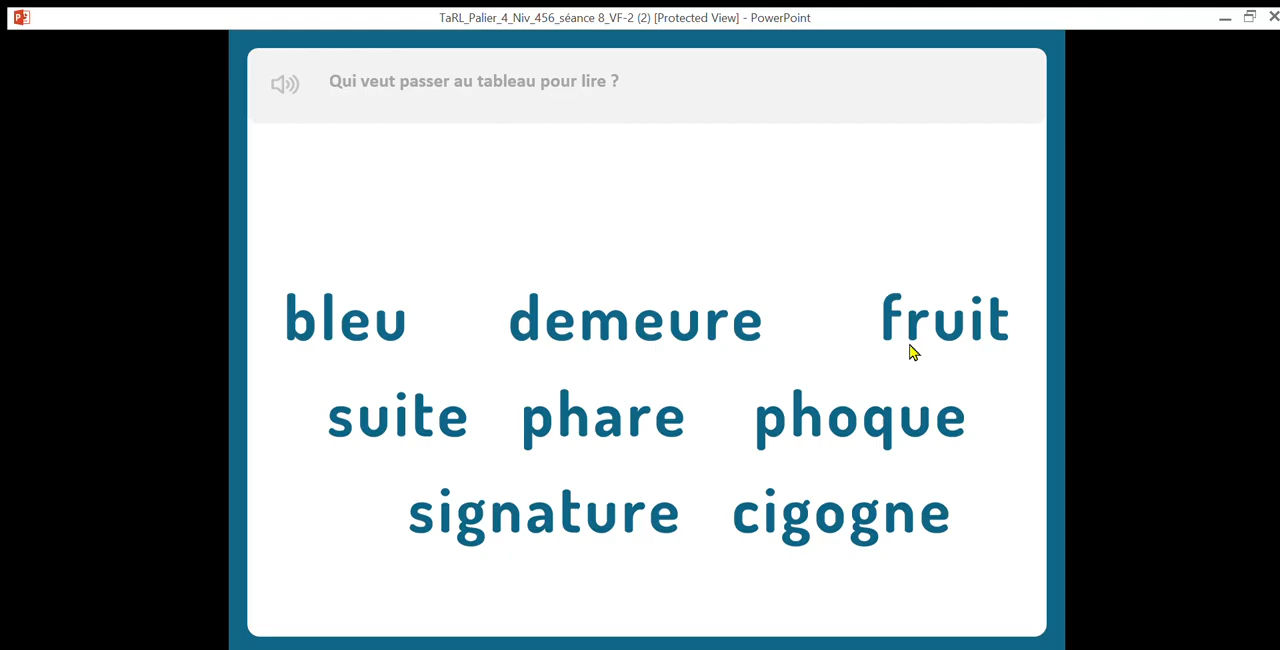 TaRL_Palier_4_Niv_456_séance 8_VF-2 (2) [Protected View] - PowerPoint
Qui veut passer au tableau pour lire ?
bleu demeure fruit
suite phare phoque
signature cigogne